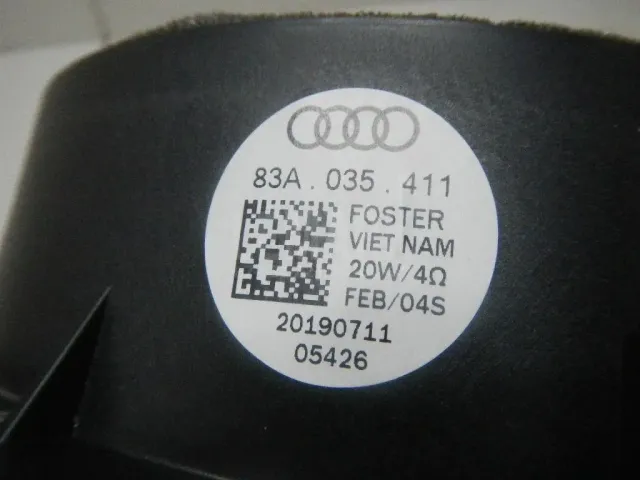 83A . 035 . 411
FOSTER
VIET NAM
20W/4Ω
FEB/04S
20190711
05426